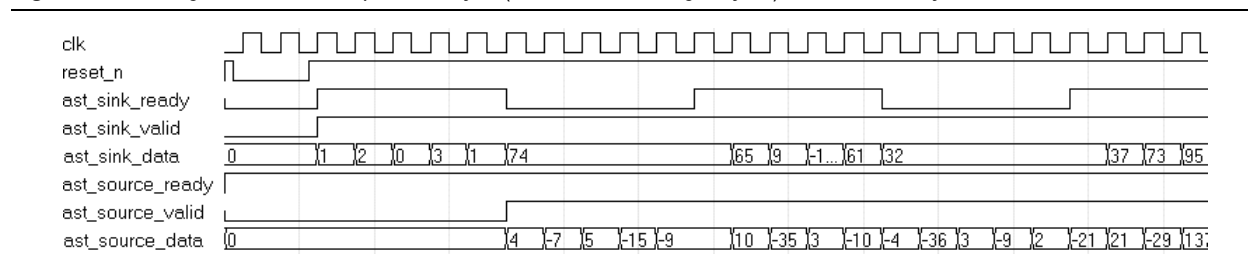 clk
reset_n
ast_sink_ready
ast_sink_valid
ast_sink_data 0 1 2 0 3 1 74 65 9 -1... 61 32 37 73 95
ast_source_ready
ast_source_valid
ast_source_data 0 4 -7 5 -15 -9 10 -35 3 -10 -4 -36 3 -9 2 -21 21 -29 137